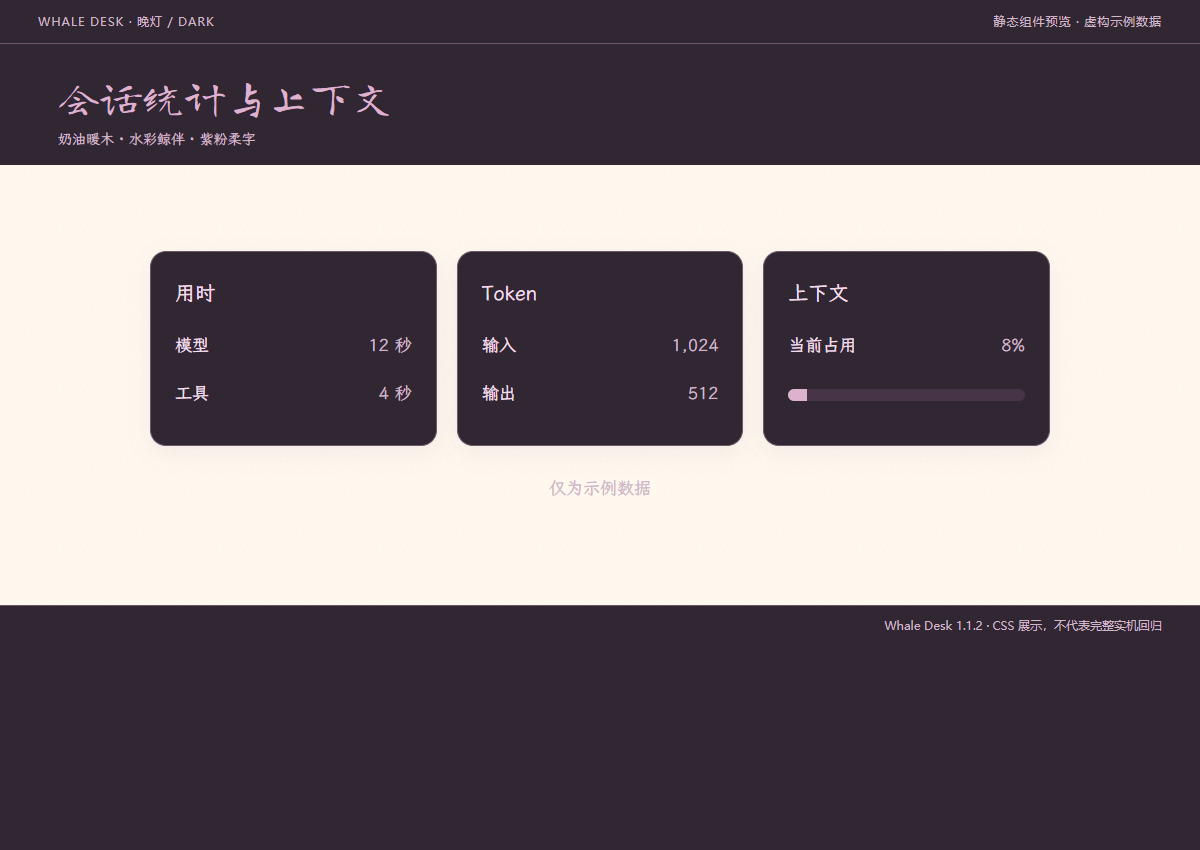 WHALE DESK · 晚灯 / DARK
静态组件预览 · 虚构示例数据
会话统计与上下文
奶油暖木 · 水彩鲸伴 · 紫粉柔字
用时
模型 12 秒
工具 4 秒
Token
输入 1,024
输出 512
上下文
当前占用 8%
仅为示例数据
Whale Desk 1.1.2 · CSS 展示，不代表完整实机回归